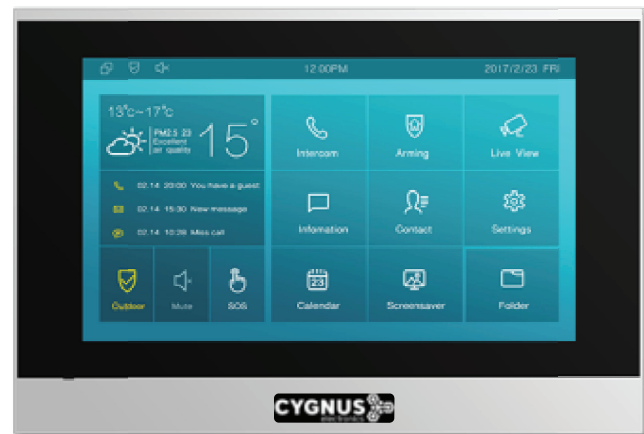 12:00PM 2017/2/23 FRI
13°c~17°c
PM2.5 23
Excellent
air quality
15°
02.14 20:00 You have a guest
02.14 15:30 New message
02.14 10:28 Miss call
Outdoor
Mute
SOS
Intercom
Arming
Live View
Infomation
Contact
Settings
23
Calendar
Screensaver
Folder
CYGNUS
electronics